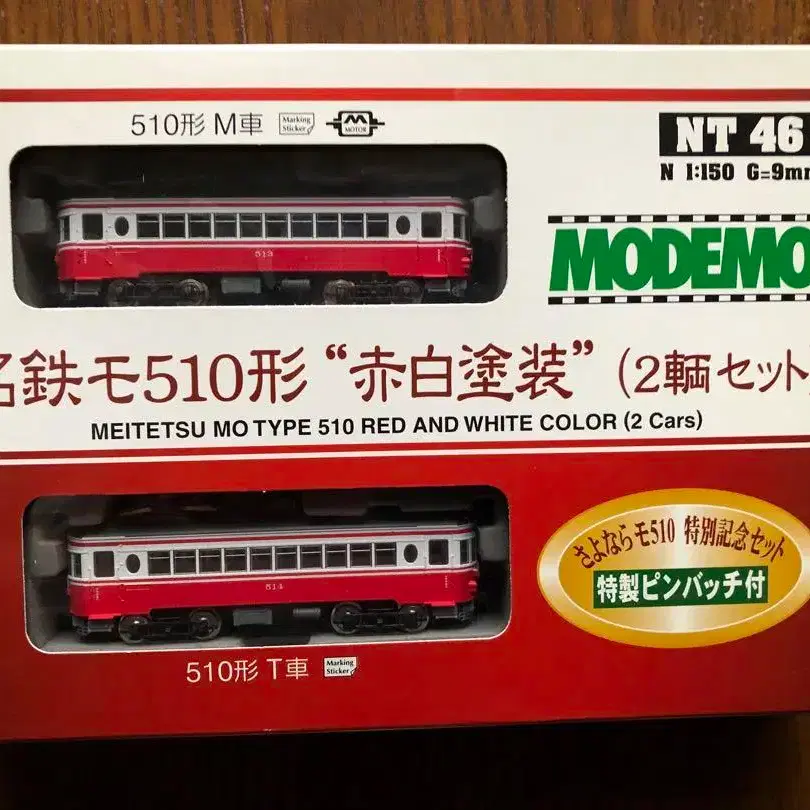 510形 M車 Marking Sticker M MOTOR
NT 46
N 1:150 G=9mm
MODEMO
513
名鉄モ510形 “赤白塗装” (2輌セット
MEITETSU MO TYPE 510 RED AND WHITE COLOR (2 Cars)
514
さよならモ510 特別記念セット
特製ピンバッチ付
510形 T車 Marking Sticker